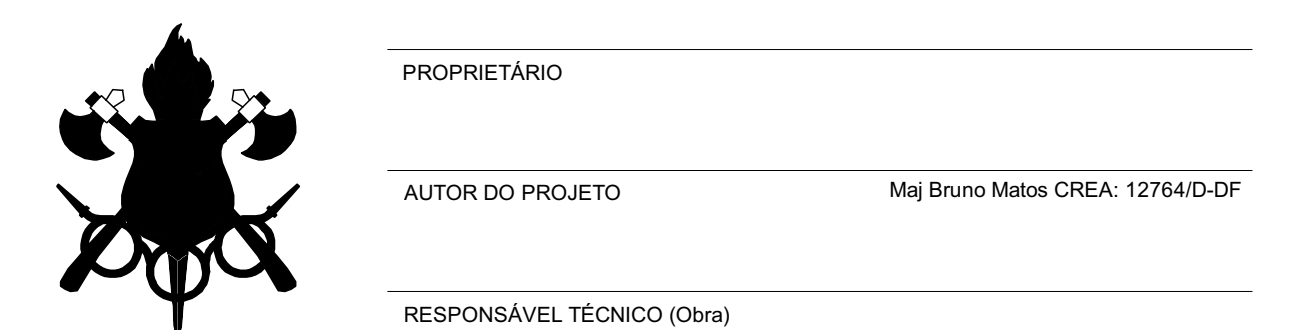 PROPRIETÁRIO
AUTOR DO PROJETO Maj Bruno Matos CREA: 12764/D-DF
RESPONSÁVEL TÉCNICO (Obra)